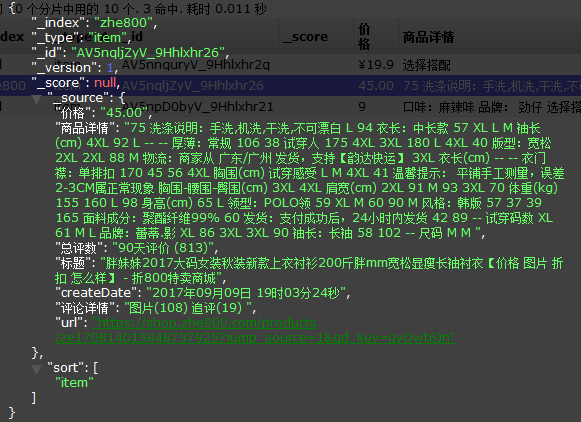 0 个分片中用的 10 个. 3 命中. 耗时 0.011 秒
{
"_index": "zhe800",
"_type": "item",
"_id": "AV5nqljZyV_9Hhlxhr26",
"_version": 1,
"_score": null,
"_source": {
"价格": "45.00",
"商品详情": "75 洗涤说明: 手洗,机洗,干洗,不可漂白 L 94 衣长: 中长款 57 XL L M 袖长
(cm) 4XL 92 L -- -- 厚薄: 常规 106 38 试穿人 175 4XL 3XL 180 L 4XL 40 版型: 宽松
2XL 2XL 88 M 物流: 商家从 广东/广州 发货，支持【韵达快运】 3XL 衣长(cm) -- -- 衣门
襟: 单排扣 170 45 56 4XL 胸围(cm) 试穿感受 L M 4XL 41 温馨提示: 平铺手工测量，误差
2-3CM属正常现象 胸围-腰围-臀围(cm) 3XL 4XL 肩宽(cm) 2XL 91 M 93 3XL 70 体重(kg)
155 160 L 98 身高(cm) 65 L 领型: POLO领 59 XL M 60 90 M 风格: 韩版 57 37 39
165 面料成分: 聚酯纤维99% 60 发货: 支付成功后，24小时内发货 42 89 -- 试穿码数 XL
61 M L 品牌: 蕾蒂.影 XL 86 3XL 3XL 90 袖长: 长袖 58 102 -- 尺码 M M ",
"总评数": "90天评价 (813)",
"标题": "胖妹妹2017大码女装秋装新款上衣衬衫200斤胖mm宽松显瘦长袖衬衣【价格 图片 折
扣 怎么样】 - 折800特卖商城",
"createDate": "2017年09月09日 19时03分24秒",
"评论详情": "图片(108) 追评(19) ",
"url": "https://shop.zhe800.com/products
},
"sort": [
"item"
]
}
_id _score 价格 商品详情
AV5nnquryV_9Hhlxhr2q ¥19.9 选择搭配
AV5nqljZyV_9Hhlxhr26 45.00 75 洗涤说明: 手洗,机洗,干洗,不可
9 口味: 麻辣味 品牌: 劲仔 选择搭